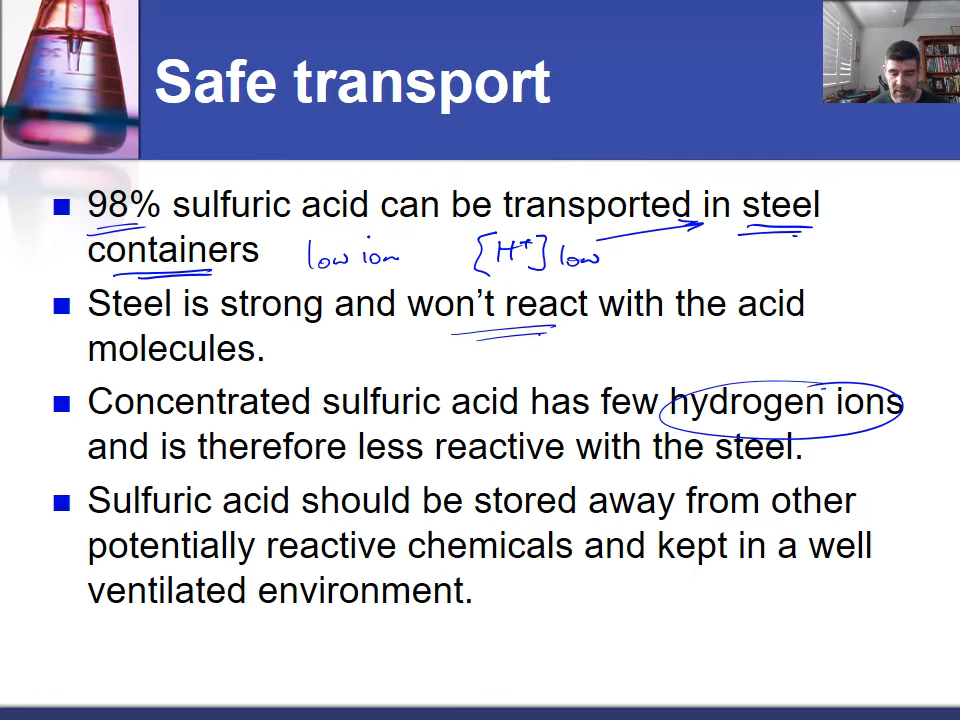 Safe transport
■ 98% sulfuric acid can be transported in steel
containers low ion [H⁺] low
■ Steel is strong and won't react with the acid
molecules.
■ Concentrated sulfuric acid has few hydrogen ions
and is therefore less reactive with the steel.
■ Sulfuric acid should be stored away from other
potentially reactive chemicals and kept in a well
ventilated environment.